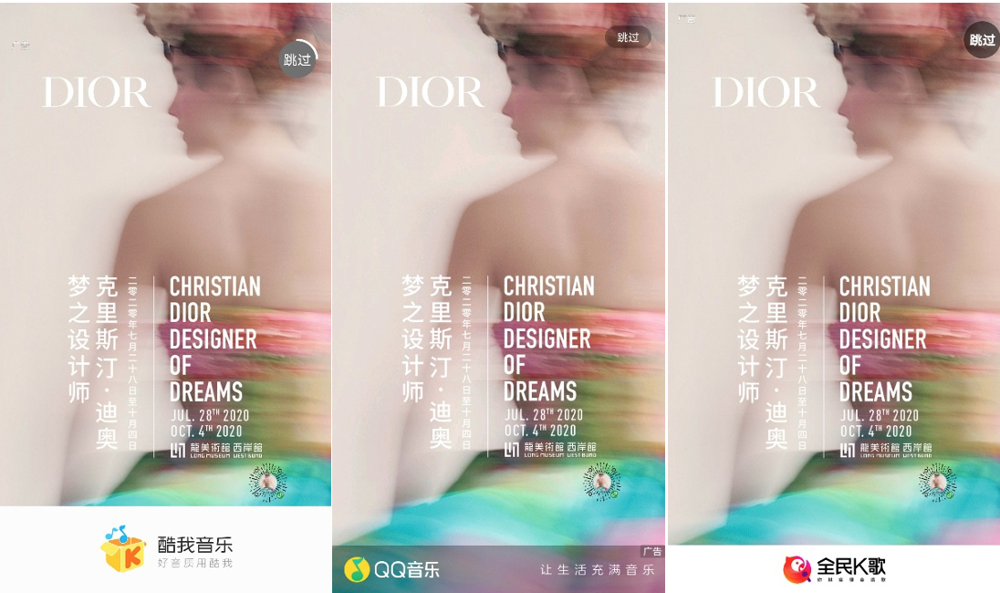 广告
跳过
DIOR
克里斯汀·迪奥
梦之设计师
二零二零年七月二十八日至十月四日
CHRISTIAN
DIOR
DESIGNER
OF
DREAMS
JUL. 28TH 2020
OCT. 4TH 2020
龍美術館 西岸館
LONG MUSEUM WEST BUND
酷我音乐
好音质用酷我
跳过
DIOR
克里斯汀·迪奥
梦之设计师
二零二零年七月二十八日至十月四日
CHRISTIAN
DIOR
DESIGNER
OF
DREAMS
JUL. 28TH 2020
OCT. 4TH 2020
龍美術館 西岸館
LONG MUSEUM WEST BUND
广告
QQ音乐
让生活充满音乐
广告
跳过
DIOR
克里斯汀·迪奥
梦之设计师
二零二零年七月二十八日至十月四日
CHRISTIAN
DIOR
DESIGNER
OF
DREAMS
JUL. 28TH 2020
OCT. 4TH 2020
龍美術館 西岸館
LONG MUSEUM WEST BUND
全民K歌